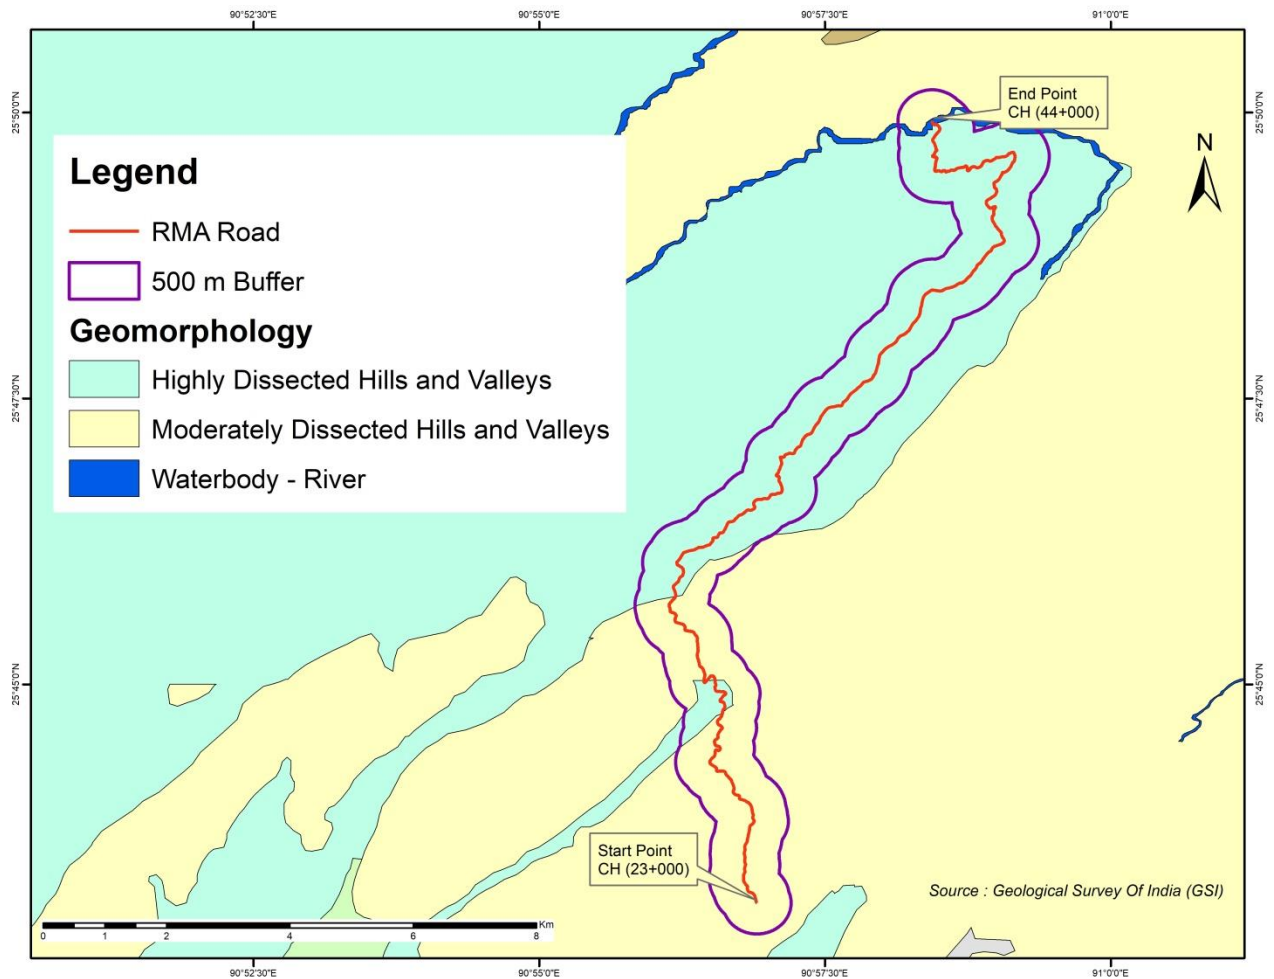 90°52'30"E 90°55'0"E 90°57'30"E 91°0'0"E
25°50'0"N
25°50'0"N
End Point
CH (44+000)
N
Legend
RMA Road
500 m Buffer
Geomorphology
Highly Dissected Hills and Valleys
Moderately Dissected Hills and Valleys
Waterbody - River
25°47'30"N
25°47'30"N
25°45'0"N
25°45'0"N
Start Point
CH (23+000)
Source : Geological Survey Of India (GSI)
Km
0 1 2 4 6 8
90°52'30"E 90°55'0"E 90°57'30"E 91°0'0"E